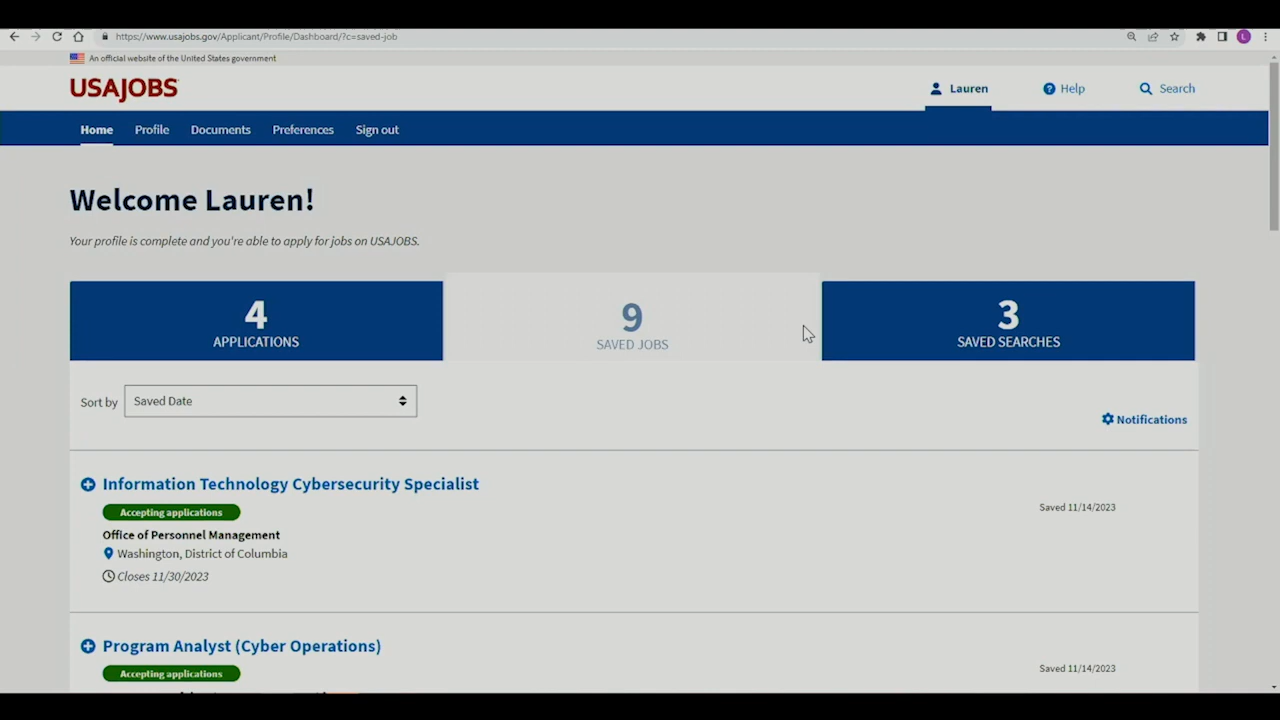 https://www.usajobs.gov/Applicant/Profile/Dashboard/?c=saved-job
L
An official website of the United States government
USAJOBS
Lauren
Help
Search
Home Profile Documents Preferences Sign out
Welcome Lauren!
Your profile is complete and you're able to apply for jobs on USAJOBS.
4
APPLICATIONS
9
SAVED JOBS
3
SAVED SEARCHES
Sort by Saved Date
Notifications
Information Technology Cybersecurity Specialist
Accepting applications
Saved 11/14/2023
Office of Personnel Management
Washington, District of Columbia
Closes 11/30/2023
Program Analyst (Cyber Operations)
Accepting applications
Saved 11/14/2023